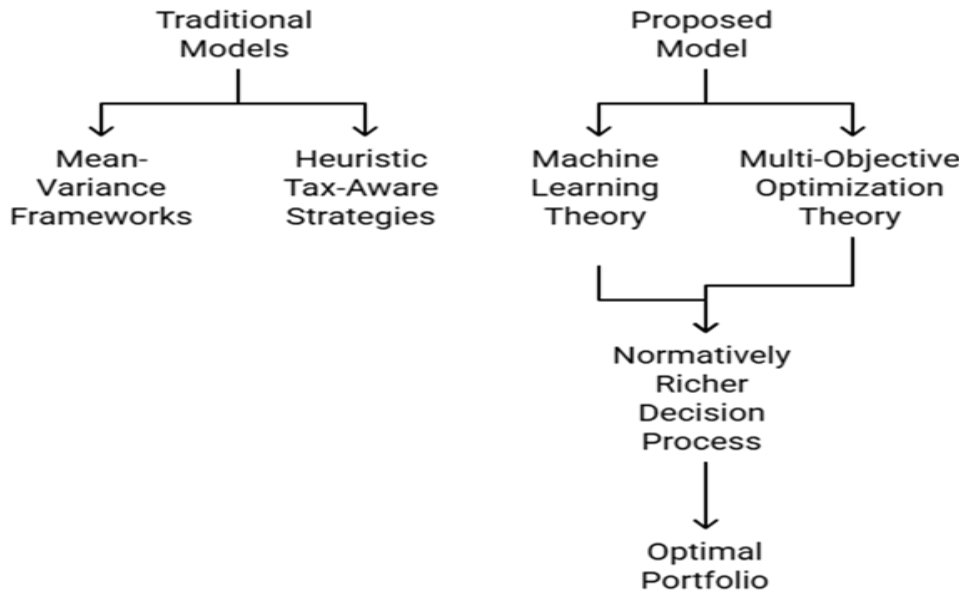 Traditional
Models
Mean-
Variance
Frameworks
Heuristic
Tax-Aware
Strategies
Proposed
Model
Machine
Learning
Theory
Multi-Objective
Optimization
Theory
Normatively
Richer
Decision
Process
Optimal
Portfolio